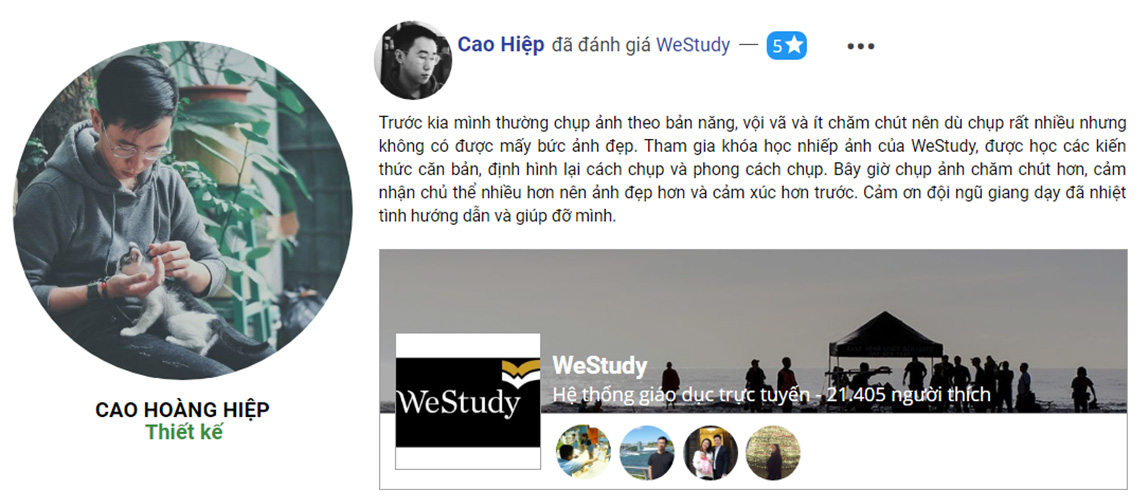 Cao Hiệp đã đánh giá WeStudy — 5
Trước kia mình thường chụp ảnh theo bản năng, vội vã và ít chăm chút nên dù chụp rất nhiều nhưng
không có được mấy bức ảnh đẹp. Tham gia khóa học nhiếp ảnh của WeStudy, được học các kiến
thức căn bản, định hình lại cách chụp và phong cách chụp. Bây giờ chụp ảnh chăm chút hơn, cảm
nhận chủ thể nhiều hơn nên ảnh đẹp hơn và cảm xúc hơn trước. Cảm ơn đội ngũ giang dạy đã nhiệt
tình hướng dẫn và giúp đỡ mình.
WeStudy
WeStudy
Hệ thống giáo dục trực tuyến - 21.405 người thích
CAO HOÀNG HIỆP
Thiết kế